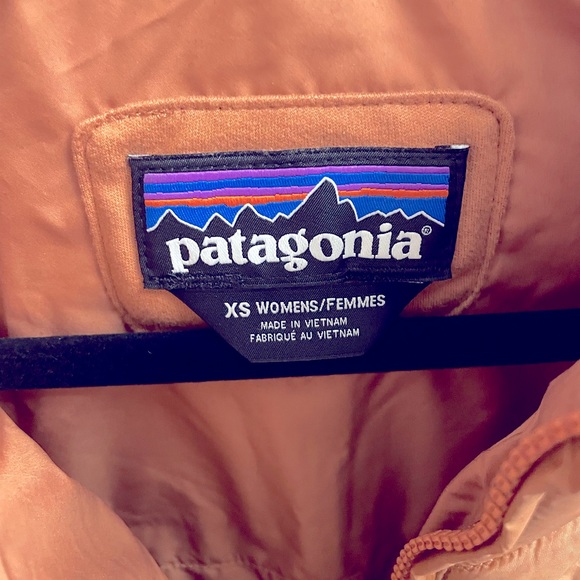 patagonia®
XS WOMENS/FEMMES
MADE IN VIETNAM
FABRIQUÉ AU VIETNAM